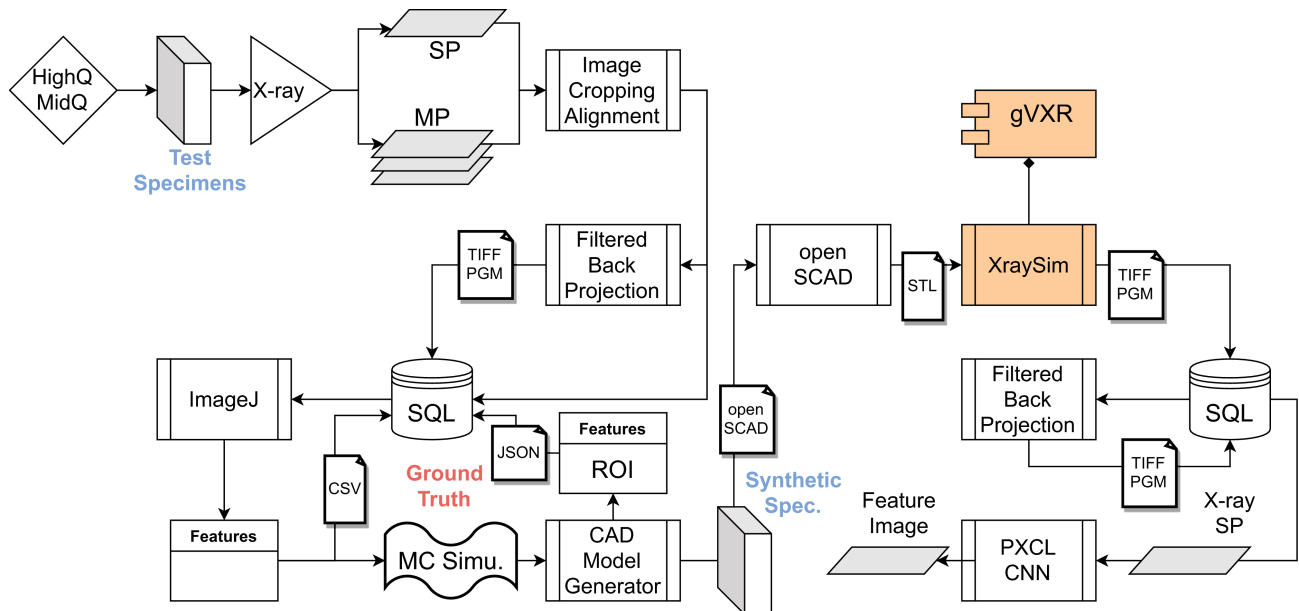 HighQ
MidQ
Test
Specimens
X-ray
SP
MP
Image
Cropping
Alignment
gVXR
TIFF
PGM
Filtered
Back
Projection
open
SCAD
STL
XraySim
TIFF
PGM
ImageJ
SQL
CSV
JSON
Ground
Truth
Features
ROI
open
SCAD
Synthetic
Spec.
Filtered
Back
Projection
SQL
TIFF
PGM
Features
MC Simu.
CAD
Model
Generator
Feature
Image
PXCL
CNN
X-ray
SP